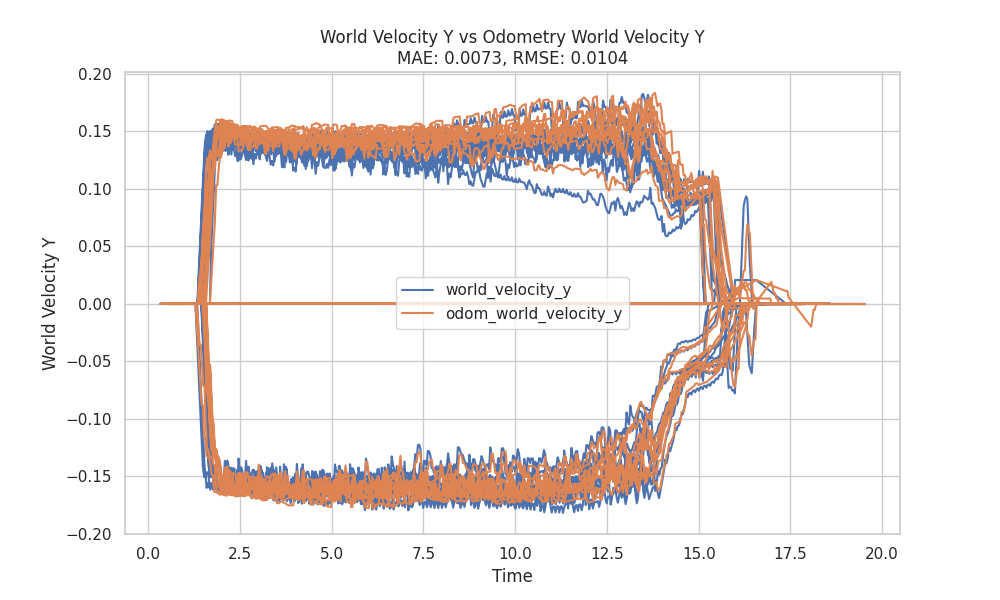 World Velocity Y vs Odometry World Velocity Y
MAE: 0.0073, RMSE: 0.0104
0.20
0.15
0.10
0.05
0.00
−0.05
−0.10
−0.15
−0.20
World Velocity Y
world_velocity_y
odom_world_velocity_y
0.0 2.5 5.0 7.5 10.0 12.5 15.0 17.5 20.0
Time